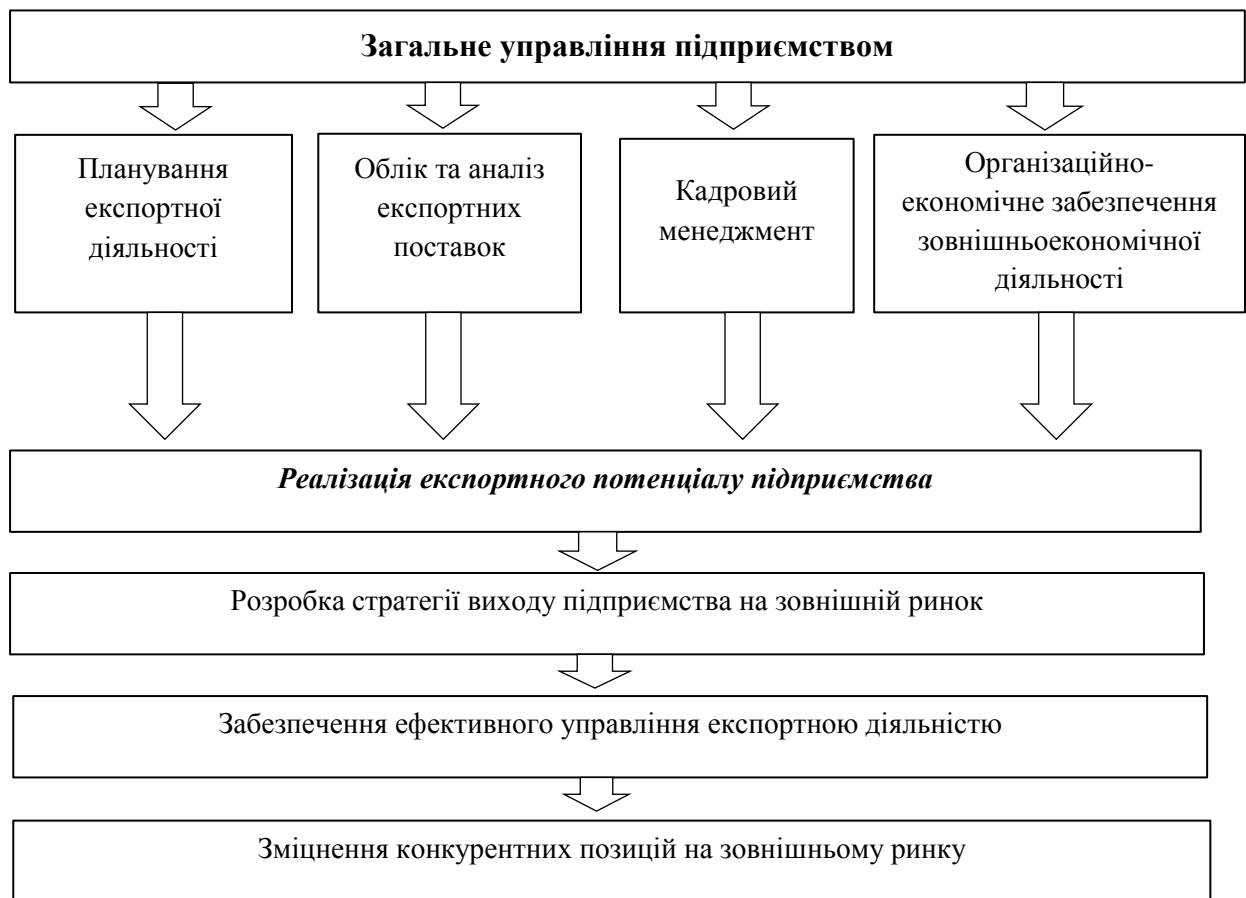 Загальне управління підприємством
Планування
експортної
діяльності
Облік та аналіз
експортних
поставок
Кадровий
менеджмент
Організаційно-
економічне забезпечення
зовнішньоекономічної
діяльності
Реалізація експортного потенціалу підприємства
Розробка стратегії виходу підприємства на зовнішній ринок
Забезпечення ефективного управління експортною діяльністю
Зміцнення конкурентних позицій на зовнішньому ринку